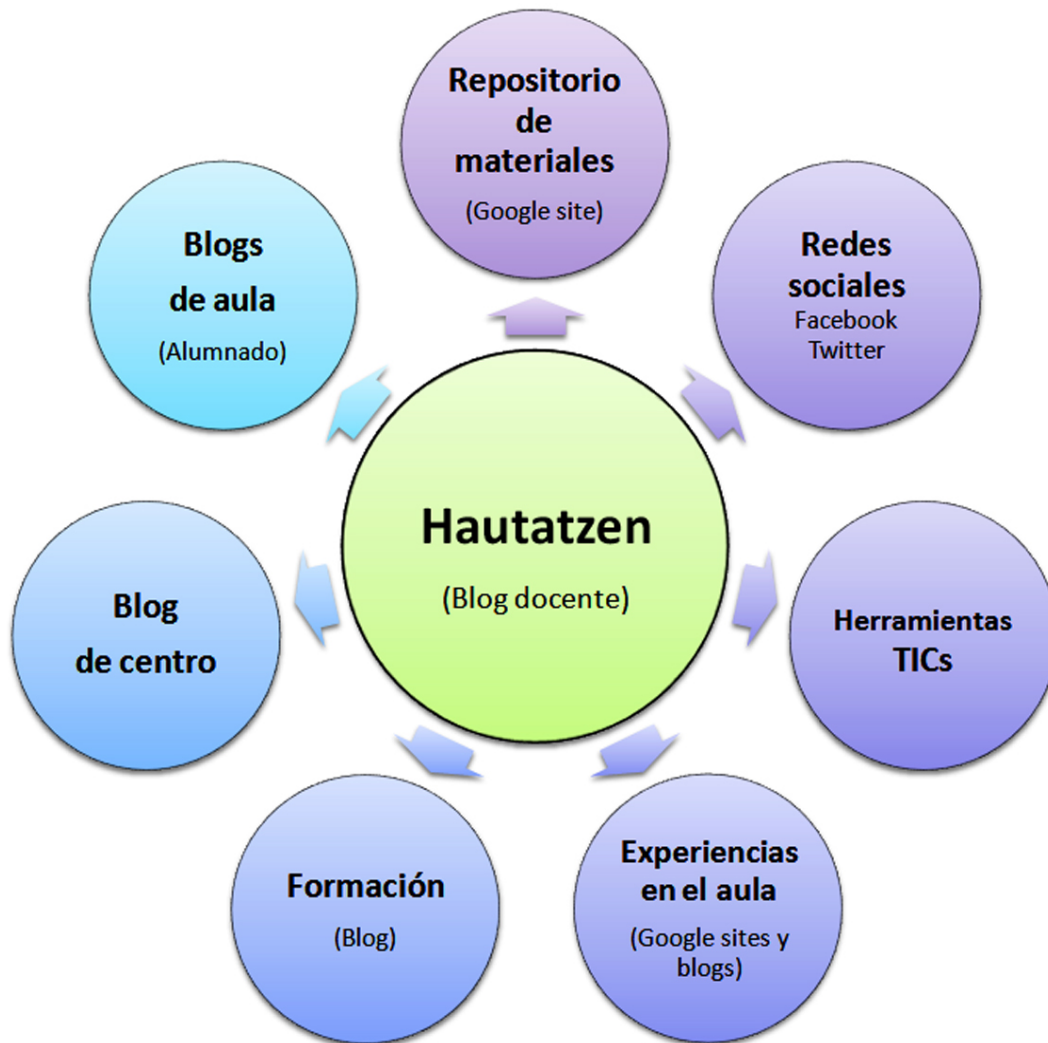 Repositorio
de
materiales
(Google site)
Redes
sociales
Facebook
Twitter
Herramientas
TICs
Experiencias
en el aula
(Google sites y
blogs)
Formación
(Blog)
Blog
de centro
Blogs
de aula
(Alumnado)
Hautatzen
(Blog docente)